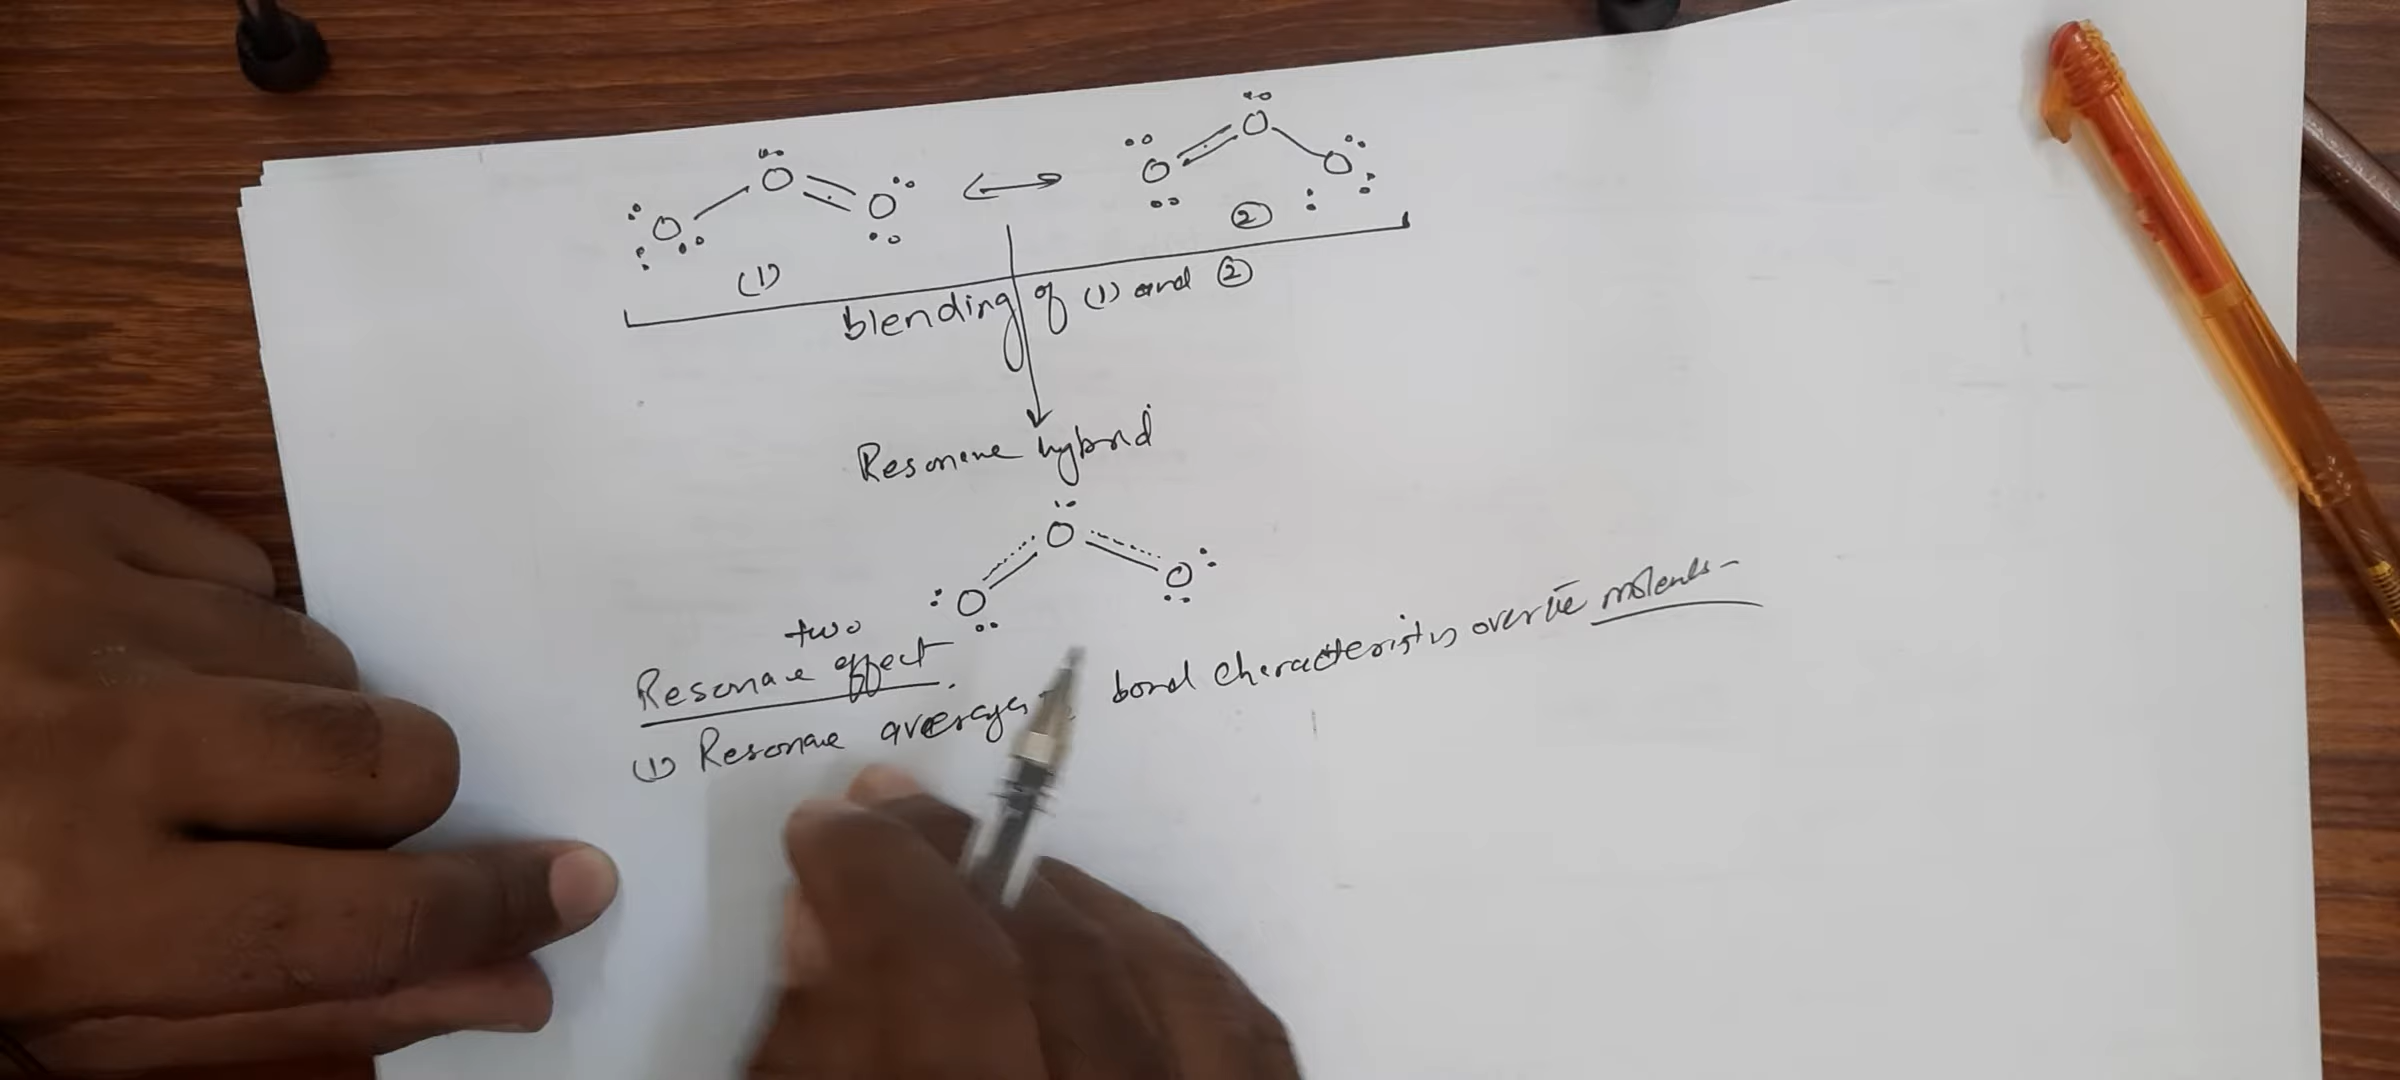 O O O ↔ O O O
(1) ②
blending of (1) and ②
Resonance hybrid
O O O
two
Resonance effect
(1) Resonance averages bond characteristics over the molecule-